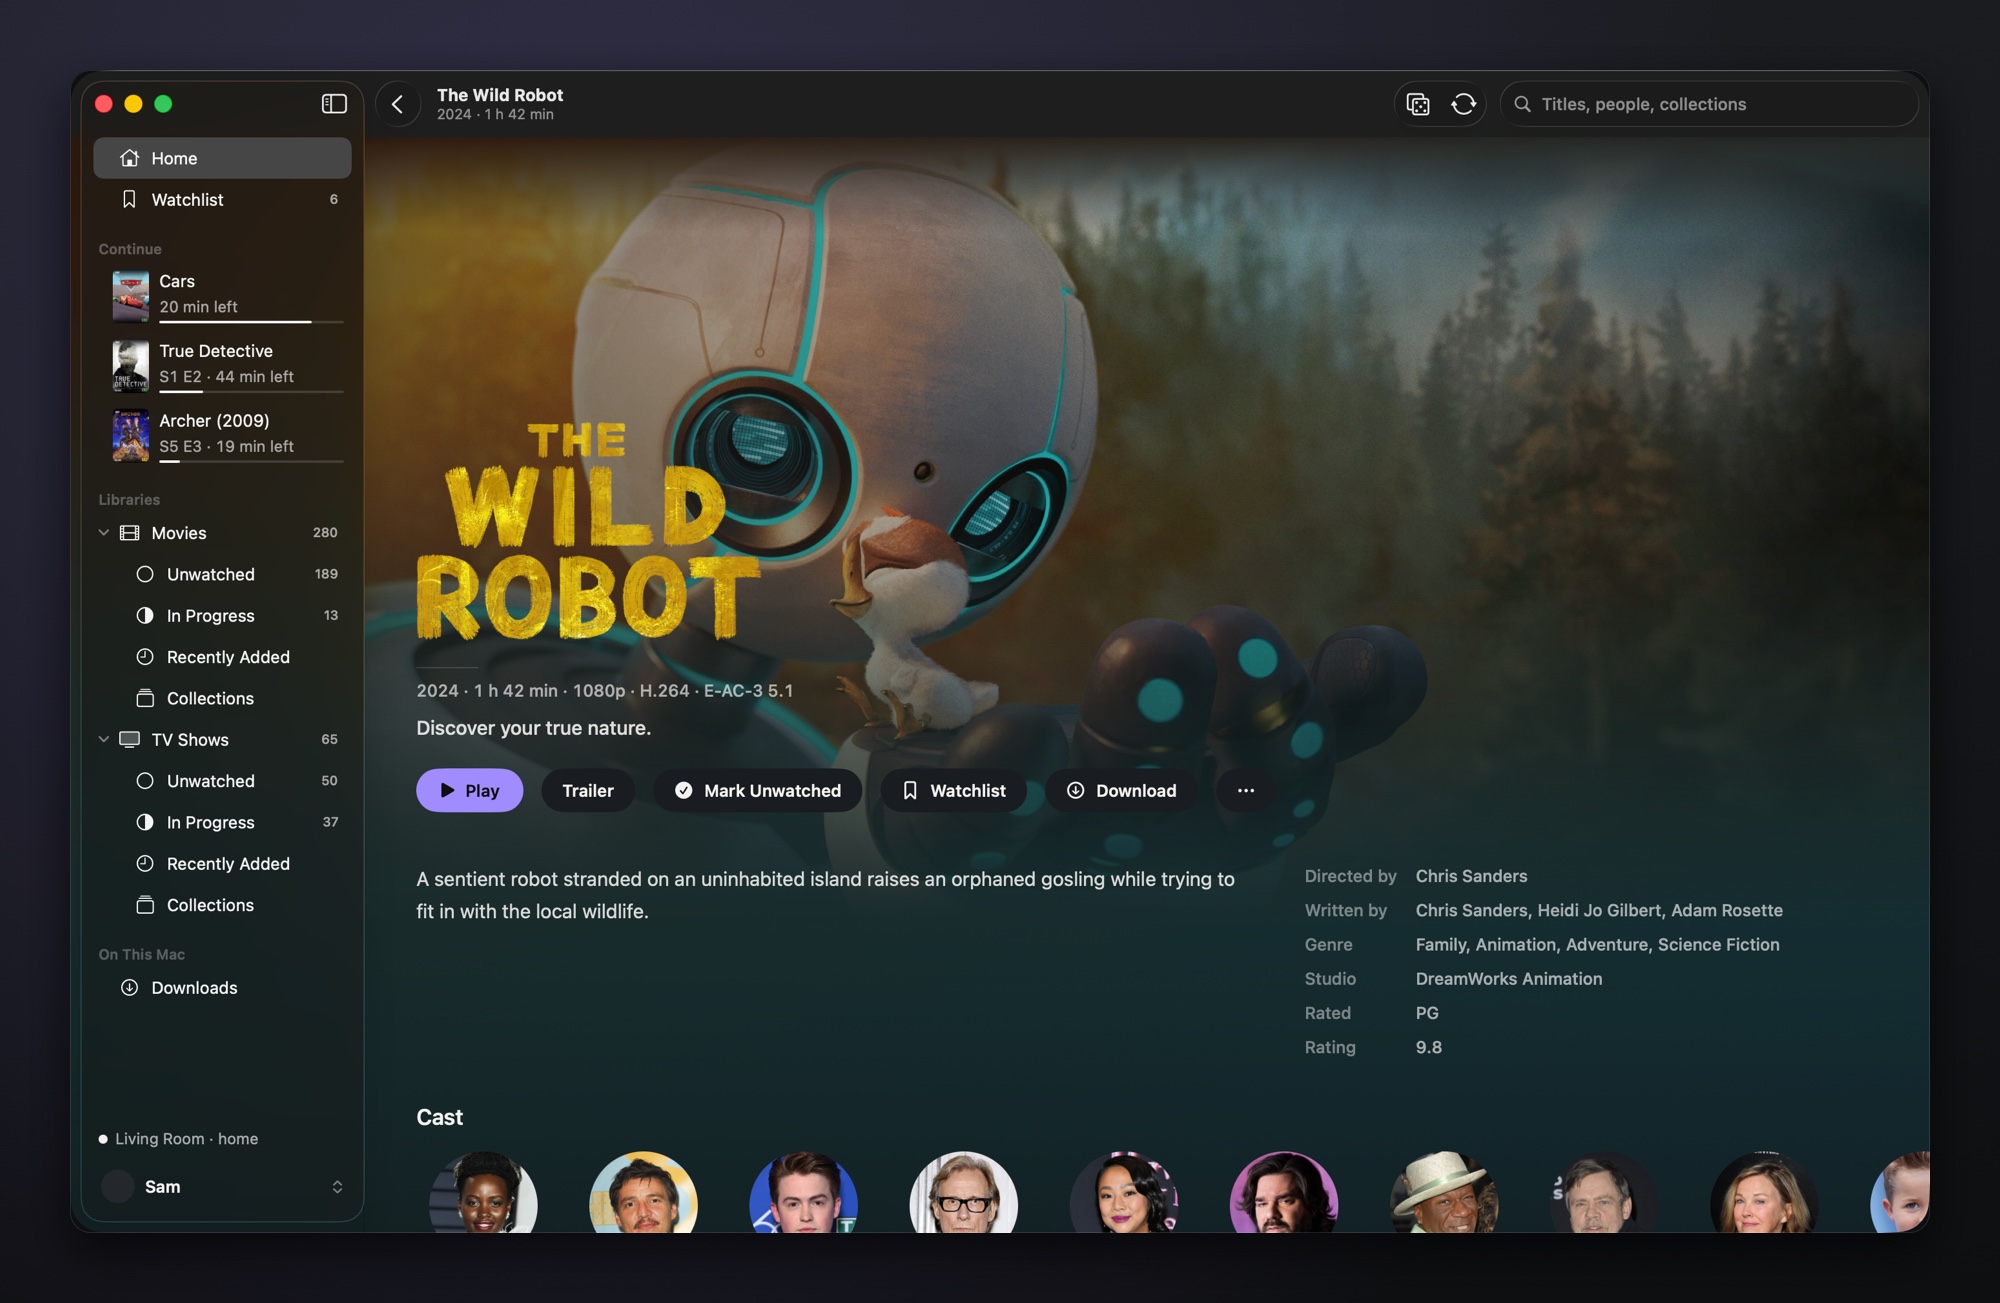 The Wild Robot
2024 · 1 h 42 min
Titles, people, collections
Home
Watchlist 6
Continue
Cars
20 min left
True Detective
S1 E2 · 44 min left
TRUE
DETECTIVE
Archer (2009)
S5 E3 · 19 min left
Libraries
Movies 280
Unwatched 189
In Progress 13
Recently Added
Collections
TV Shows 65
Unwatched 50
In Progress 37
Recently Added
Collections
On This Mac
Downloads
Living Room · home
Sam
THE
WILD
ROBOT
2024 · 1 h 42 min · 1080p · H.264 · E-AC-3 5.1
Discover your true nature.
Play
Trailer
Mark Unwatched
Watchlist
Download
A sentient robot stranded on an uninhabited island raises an orphaned gosling while trying to
fit in with the local wildlife.
Directed by Chris Sanders
Written by Chris Sanders, Heidi Jo Gilbert, Adam Rosette
Genre Family, Animation, Adventure, Science Fiction
Studio DreamWorks Animation
Rated PG
Rating 9.8
Cast